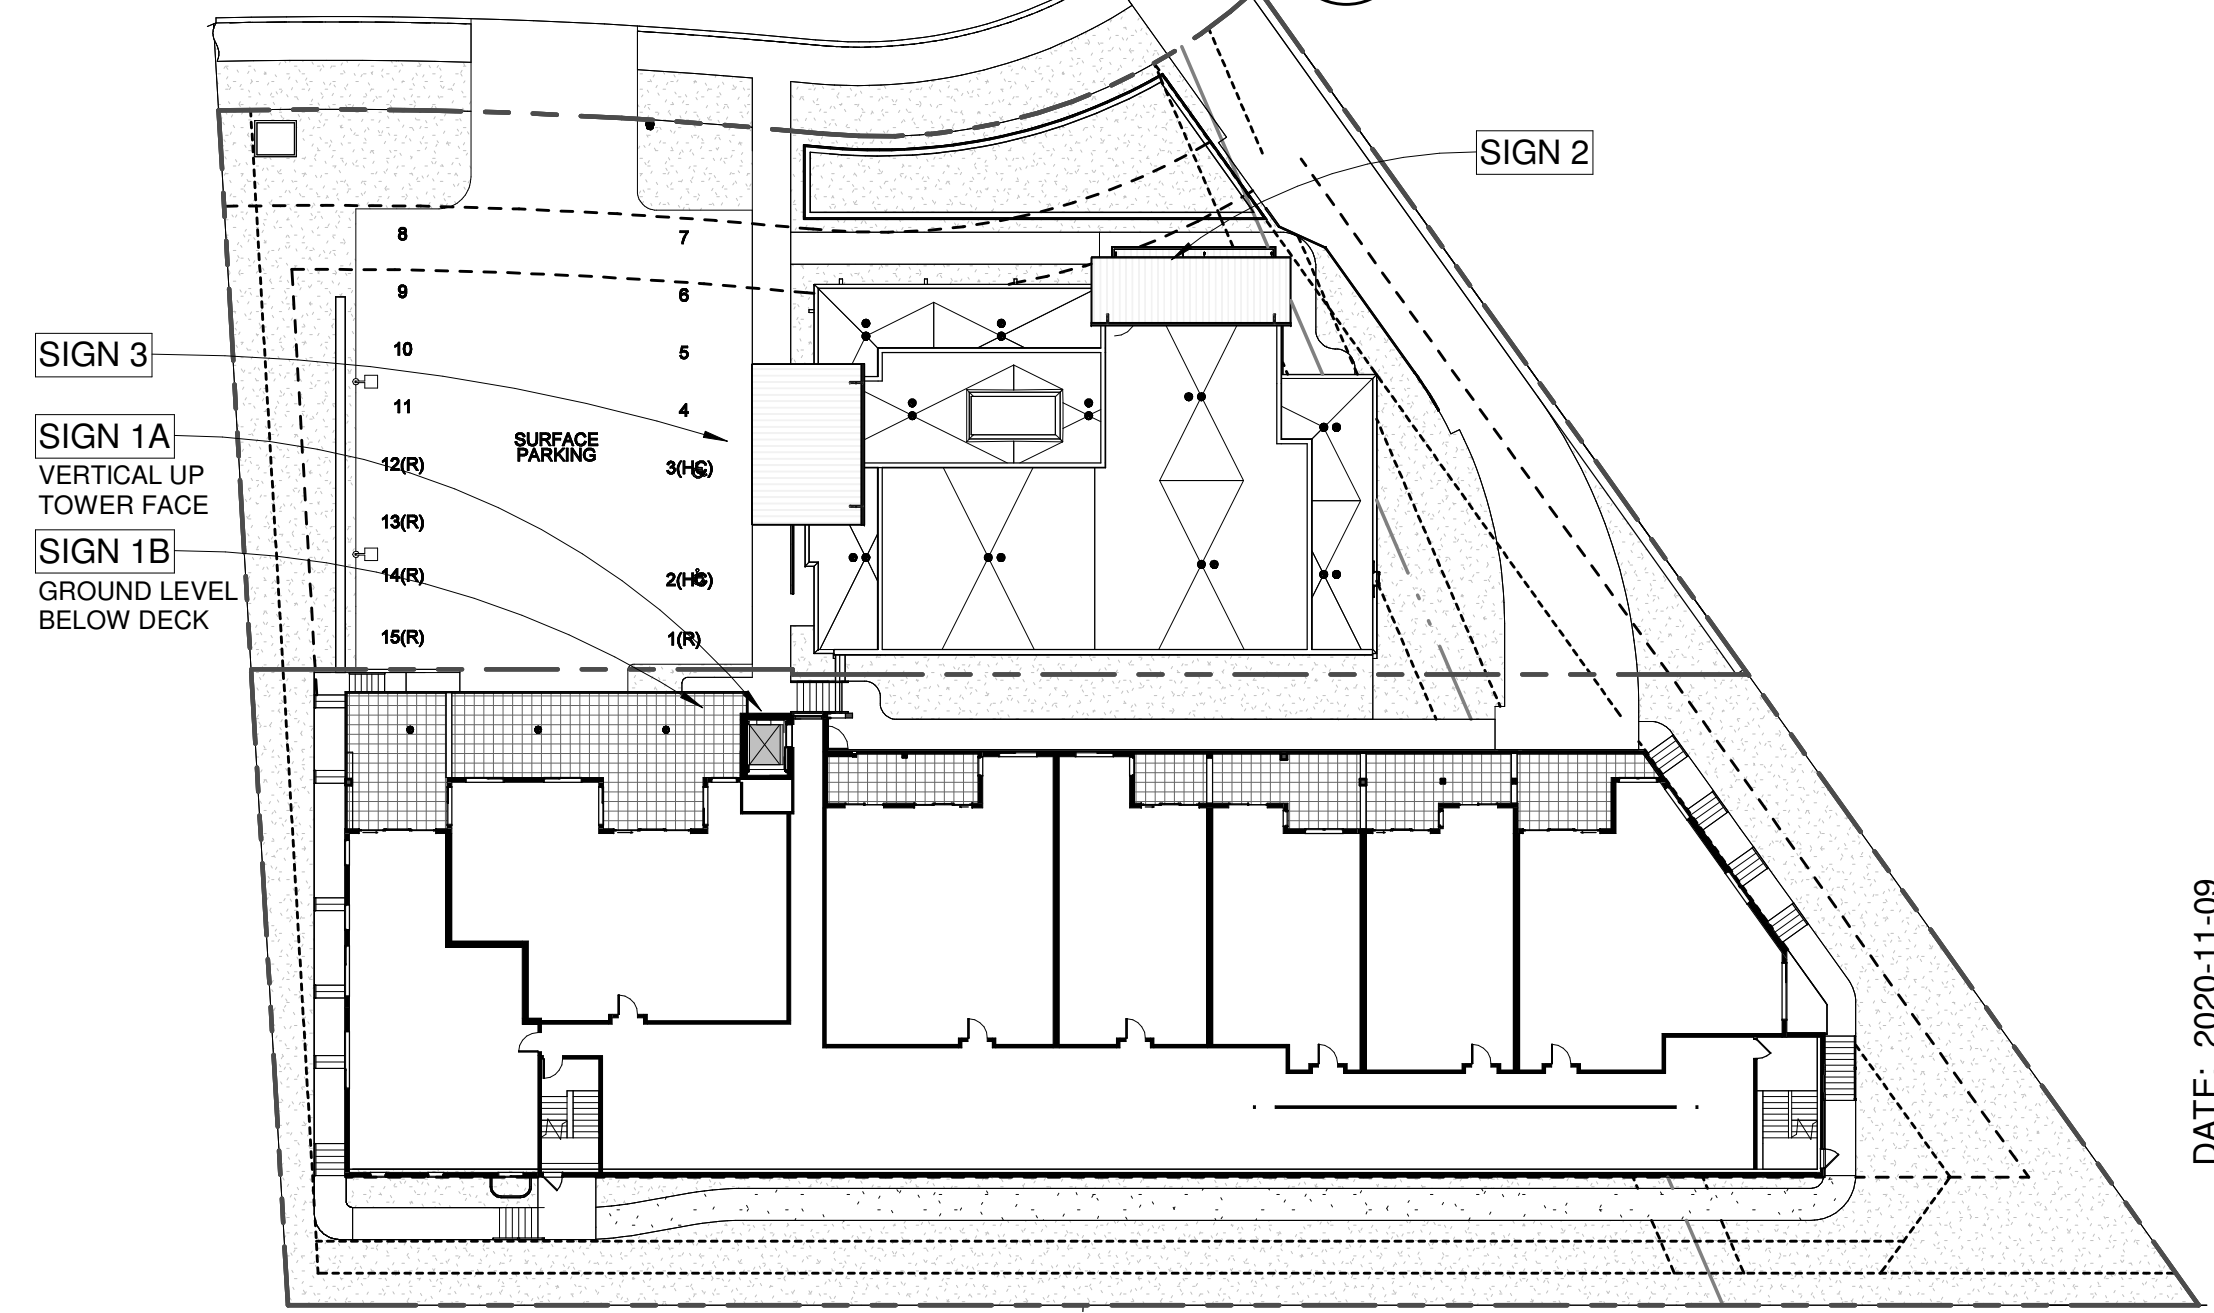 SIGN 2
8
7
9
6
SIGN 3
10
5
11
4
SIGN 1A
VERTICAL UP
TOWER FACE
SURFACE
PARKING
12(R)
3(HC)
13(R)
SIGN 1B
GROUND LEVEL
BELOW DECK
14(R)
2(HC)
15(R)
1(R)
DATE: 2020-11-09